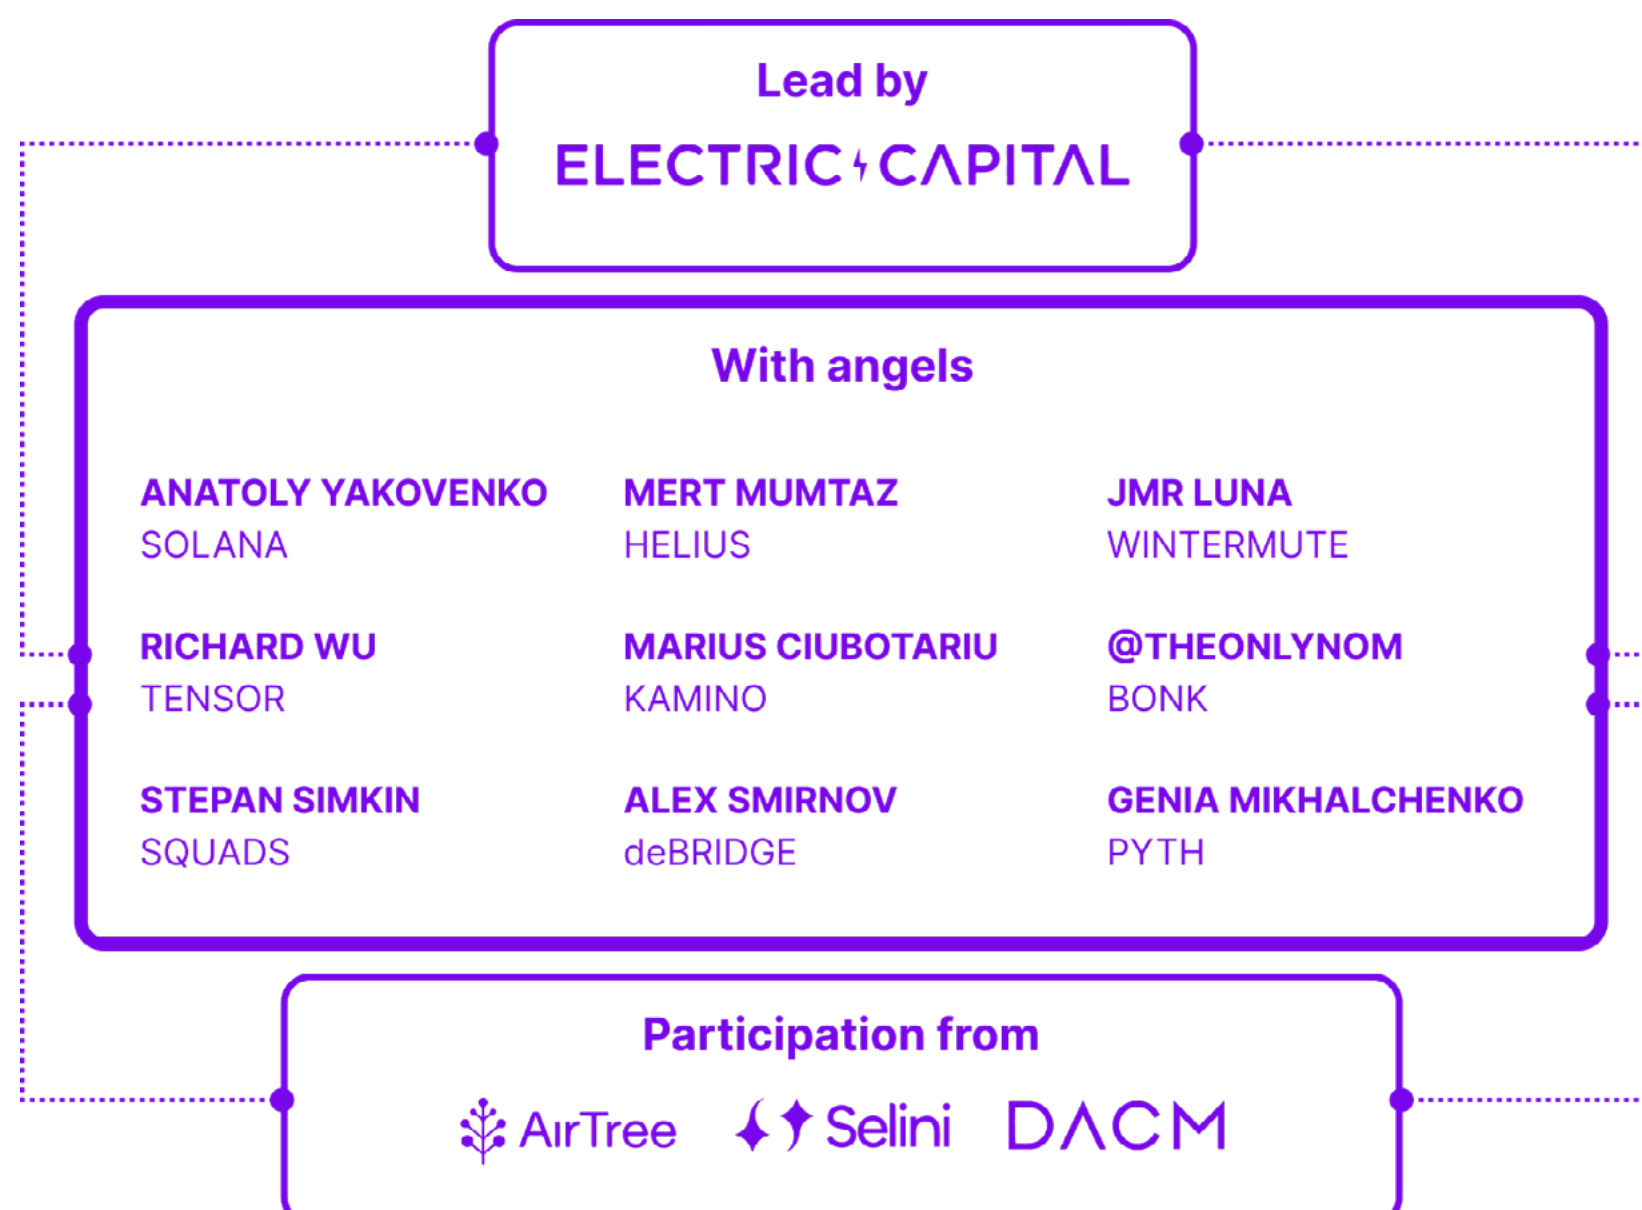 Lead by
ELECTRIC CAPITAL
With angels
ANATOLY YAKOVENKO
SOLANA
MERT MUMTAZ
HELIUS
JMR LUNA
WINTERMUTE
RICHARD WU
TENSOR
MARIUS CIUBOTARIU
KAMINO
@THEONLYNOM
BONK
STEPAN SIMKIN
SQUADS
ALEX SMIRNOV
deBRIDGE
GENIA MIKHALCHENKO
PYTH
Participation from
AirTree
Selini
DACM